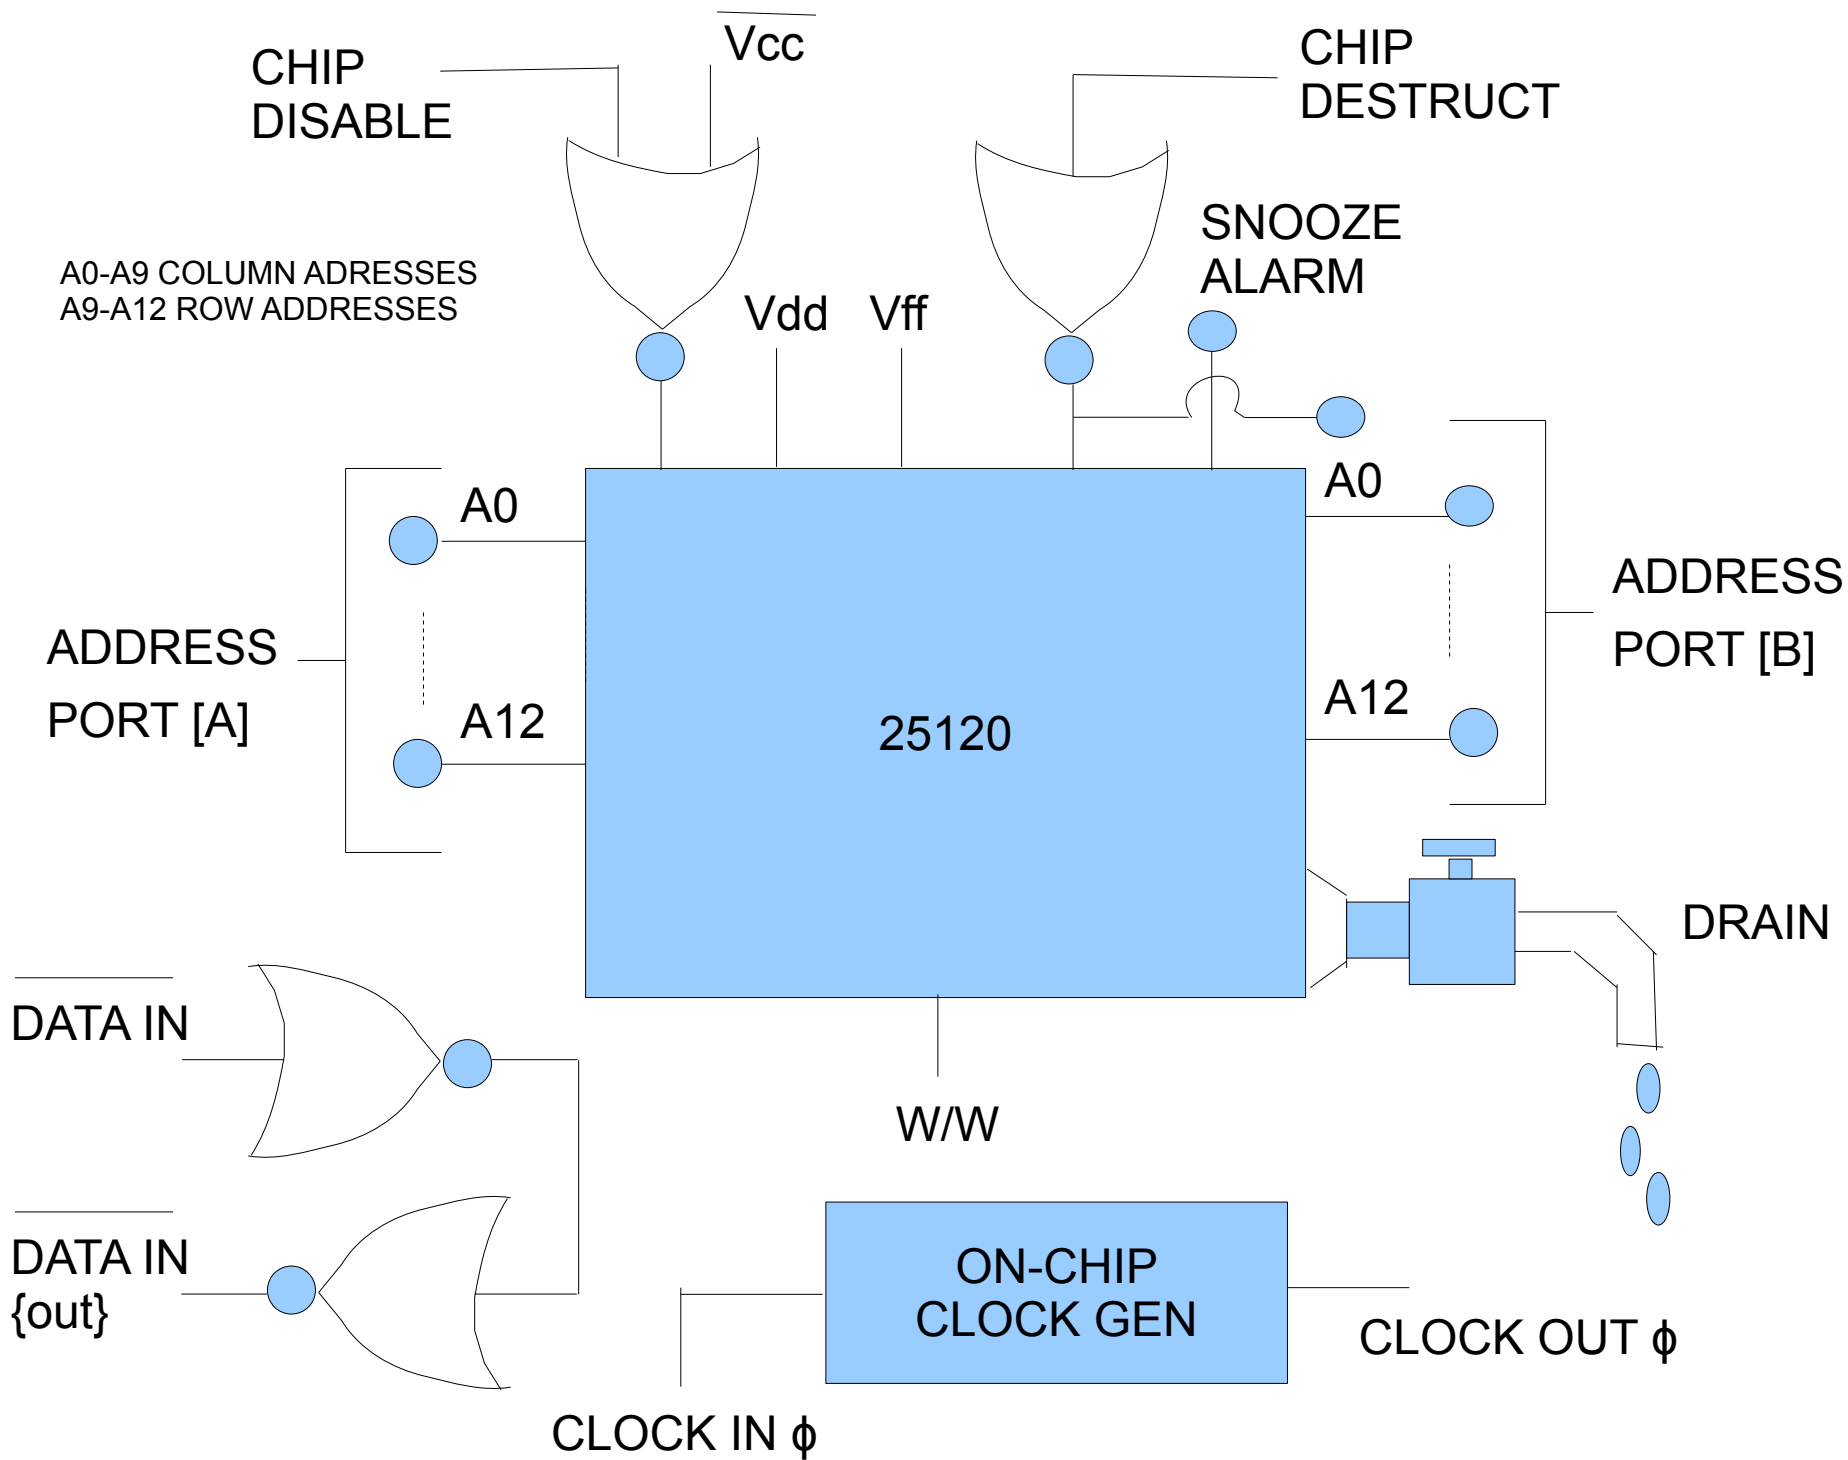 CHIP
DISABLE
Vcc
CHIP
DESTRUCT
SNOOZE
ALARM
A0-A9 COLUMN ADRESSES
A9-A12 ROW ADDRESSES
Vdd
Vff
A0
A0
ADDRESS
PORT [A]
A12
25120
A12
ADDRESS
PORT [B]
DRAIN
DATA IN
W/W
DATA IN
{out}
ON-CHIP
CLOCK GEN
CLOCK OUT ϕ
CLOCK IN ϕ